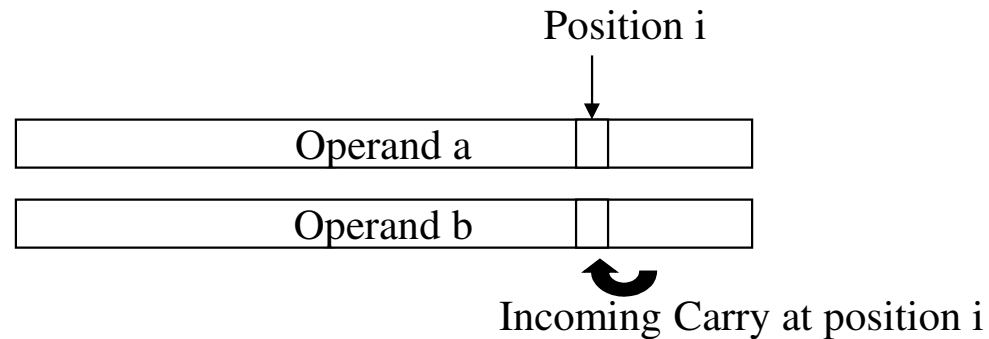 Position i
Operand a
Operand b
Incoming Carry at position i